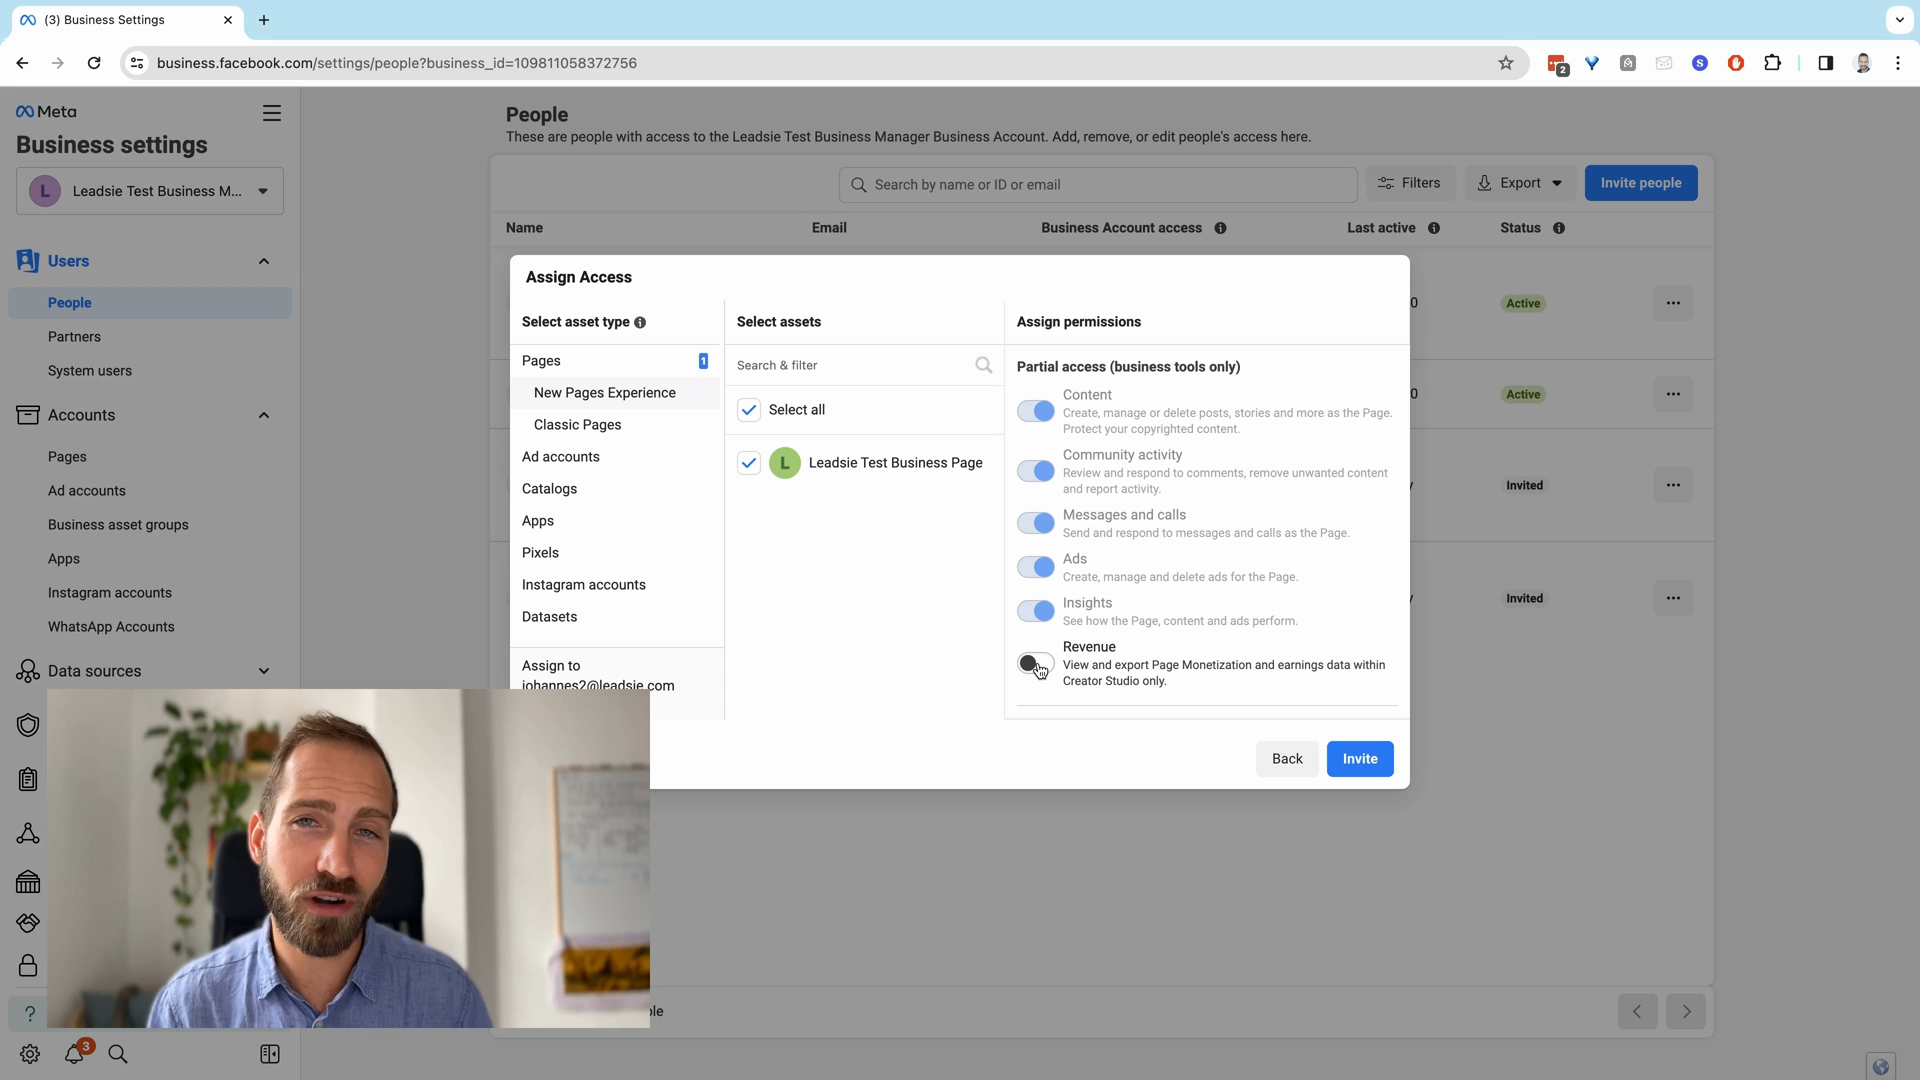 (3) Business Settings
business.facebook.com/settings/people?business_id=109811058372756
2
Meta
Business settings
L
Leadsie Test Business M...
Users
People
Partners
System users
Accounts
Pages
Ad accounts
Business asset groups
Apps
Instagram accounts
WhatsApp Accounts
Data sources
?
3
People
These are people with access to the Leadsie Test Business Manager Business Account. Add, remove, or edit people's access here.
Search by name or ID or email
Filters
Export
Invite people
Name
Email
Business Account access
Last active
Status
0
Active
0
Active
Invited
Invited
Assign Access
Select asset type
Pages
1
New Pages Experience
Classic Pages
Ad accounts
Catalogs
Apps
Pixels
Instagram accounts
Datasets
Assign to
johannes2@leadsie.com
Select assets
Search & filter
Select all
L
Leadsie Test Business Page
Assign permissions
Partial access (business tools only)
Content
Create, manage or delete posts, stories and more as the Page.
Protect your copyrighted content.
Community activity
Review and respond to comments, remove unwanted content
and report activity.
Messages and calls
Send and respond to messages and calls as the Page.
Ads
Create, manage and delete ads for the Page.
Insights
See how the Page, content and ads perform.
Revenue
View and export Page Monetization and earnings data within
Creator Studio only.
Back
Invite